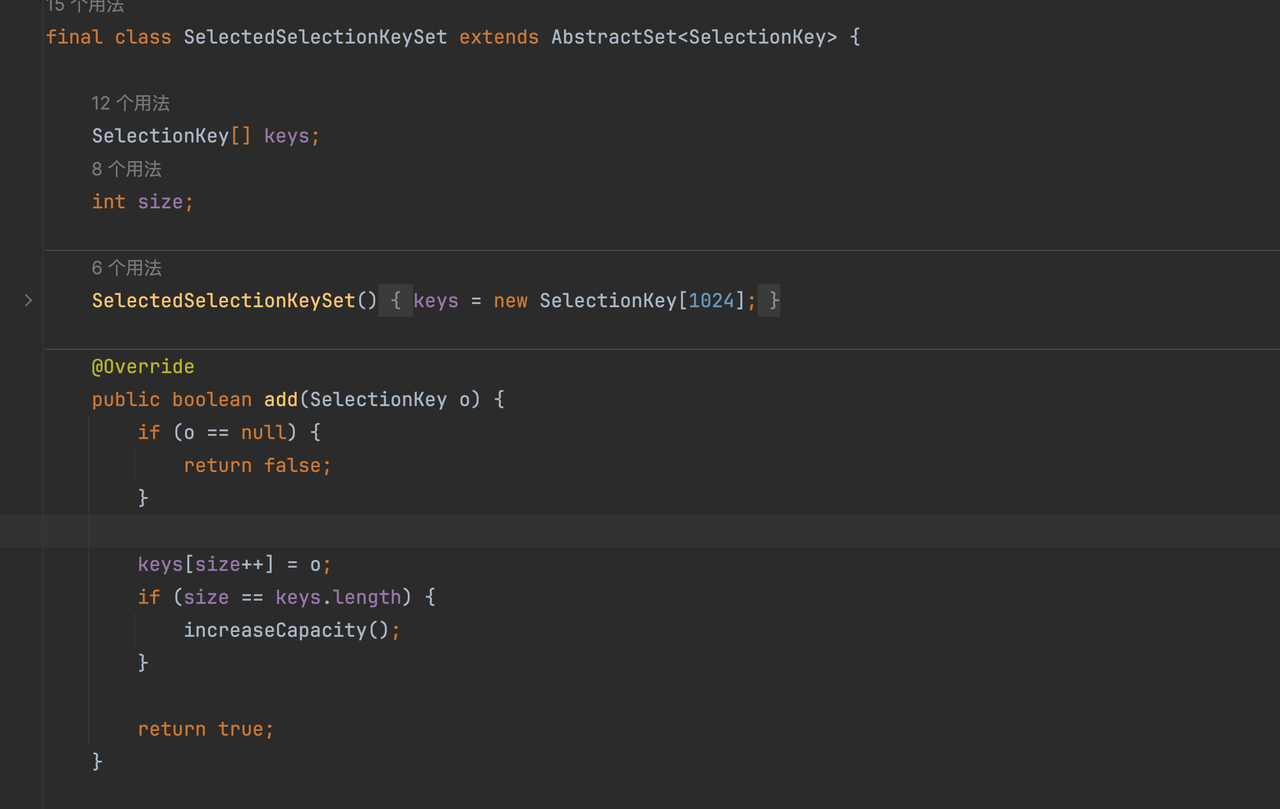 15 个用法
final class SelectedSelectionKeySet extends AbstractSet<SelectionKey> {
12 个用法
SelectionKey[] keys;
8 个用法
int size;
6 个用法
SelectedSelectionKeySet() { keys = new SelectionKey[1024]; }
@Override
public boolean add(SelectionKey o) {
if (o == null) {
return false;
}
keys[size++] = o;
if (size == keys.length) {
increaseCapacity();
}
return true;
}